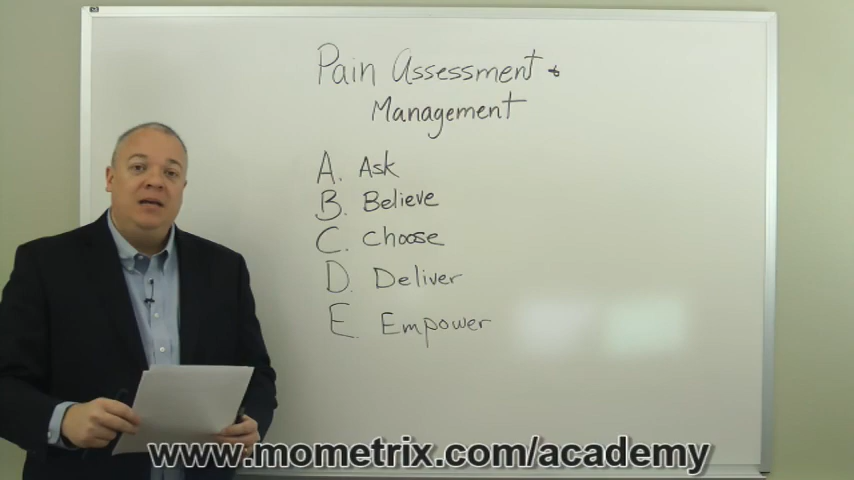 Pain Assessment &
Management
A. Ask
B. Believe
C. Choose
D. Deliver
E. Empower
www.mometrix.com/academy